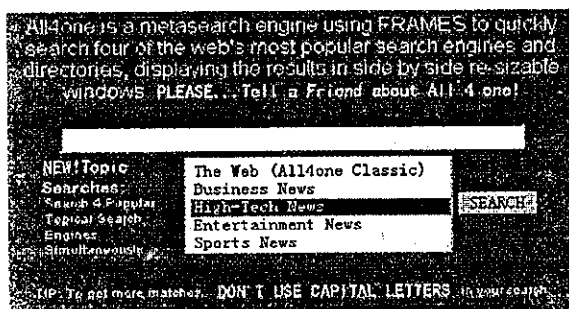 All4one is a metasearch engine using FRAMES to quickly
search four of the web's most popular search engines and
directories, displaying the results in side by side re-sizable
windows. PLEASE...Tell a Friend about All 4 one!
NEW! Topic
Searches:
Search 4 Popular
Topical Search
Engines
Simultaneously
The Web (All4one Classic)
Business News
High-Tech News
Entertainment News
Sports News
SEARCH
TIP: To get more matches... DON'T USE CAPITAL LETTERS in your search